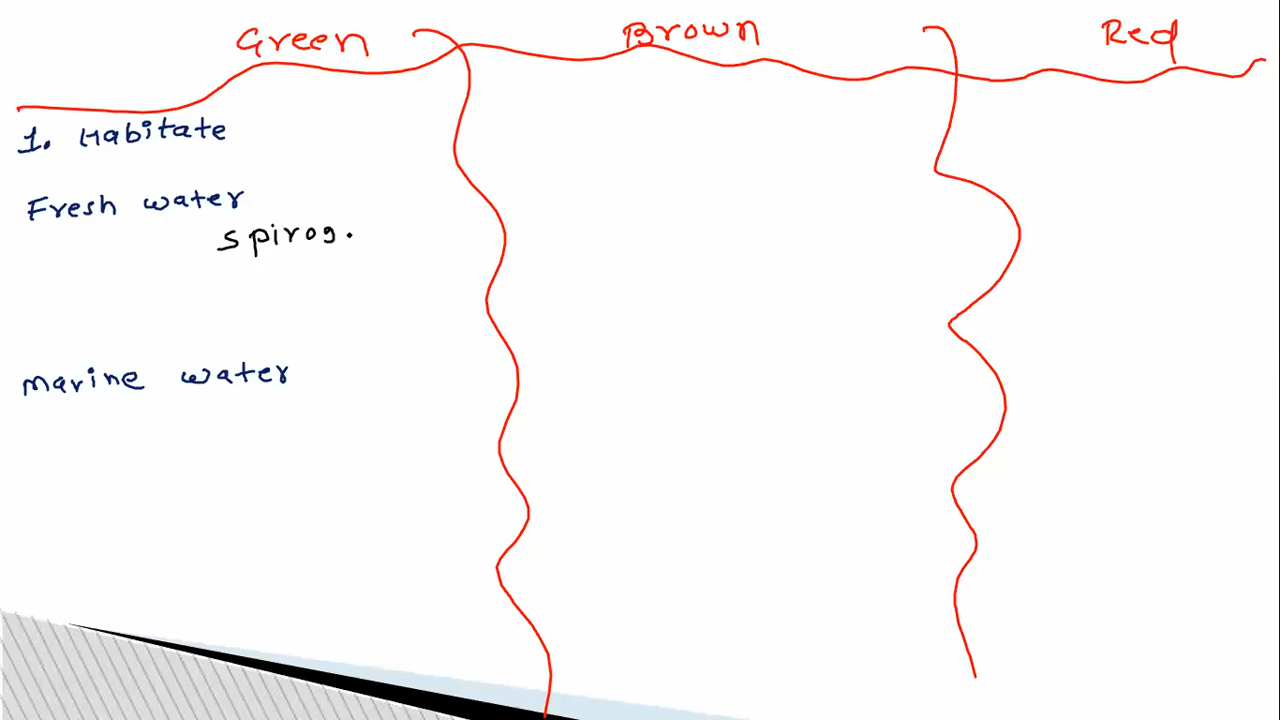 Green Brown Red
1. Habitate
Fresh water
spirog.
marine water